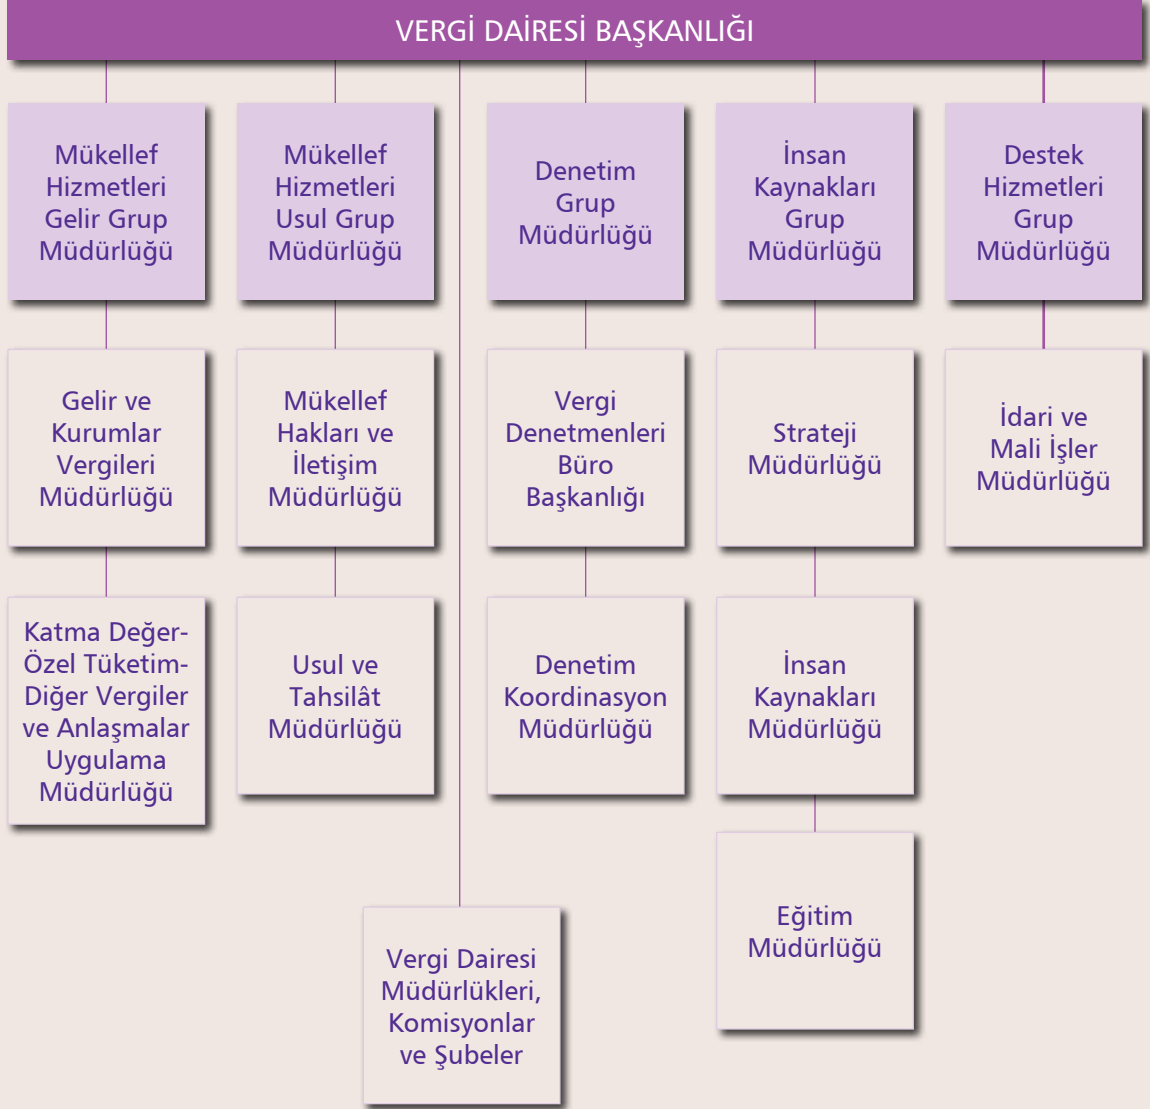 VERGİ DAİRESİ BAŞKANLIĞI
Mükellef
Hizmetleri
Gelir Grup
Müdürlüğü
Mükellef
Hizmetleri
Usul Grup
Müdürlüğü
Denetim
Grup
Müdürlüğü
İnsan
Kaynakları
Grup
Müdürlüğü
Destek
Hizmetleri
Grup
Müdürlüğü
Gelir ve
Kurumlar
Vergileri
Müdürlüğü
Mükellef
Hakları ve
İletişim
Müdürlüğü
Vergi
Denetmenleri
Büro
Başkanlığı
Strateji
Müdürlüğü
İdari ve
Mali İşler
Müdürlüğü
Katma Değer-
Özel Tüketim-
Diğer Vergiler
ve Anlaşmalar
Uygulama
Müdürlüğü
Usul ve
Tahsilât
Müdürlüğü
Denetim
Koordinasyon
Müdürlüğü
İnsan
Kaynakları
Müdürlüğü
Eğitim
Müdürlüğü
Vergi Dairesi
Müdürlükleri,
Komisyonlar
ve Şubeler